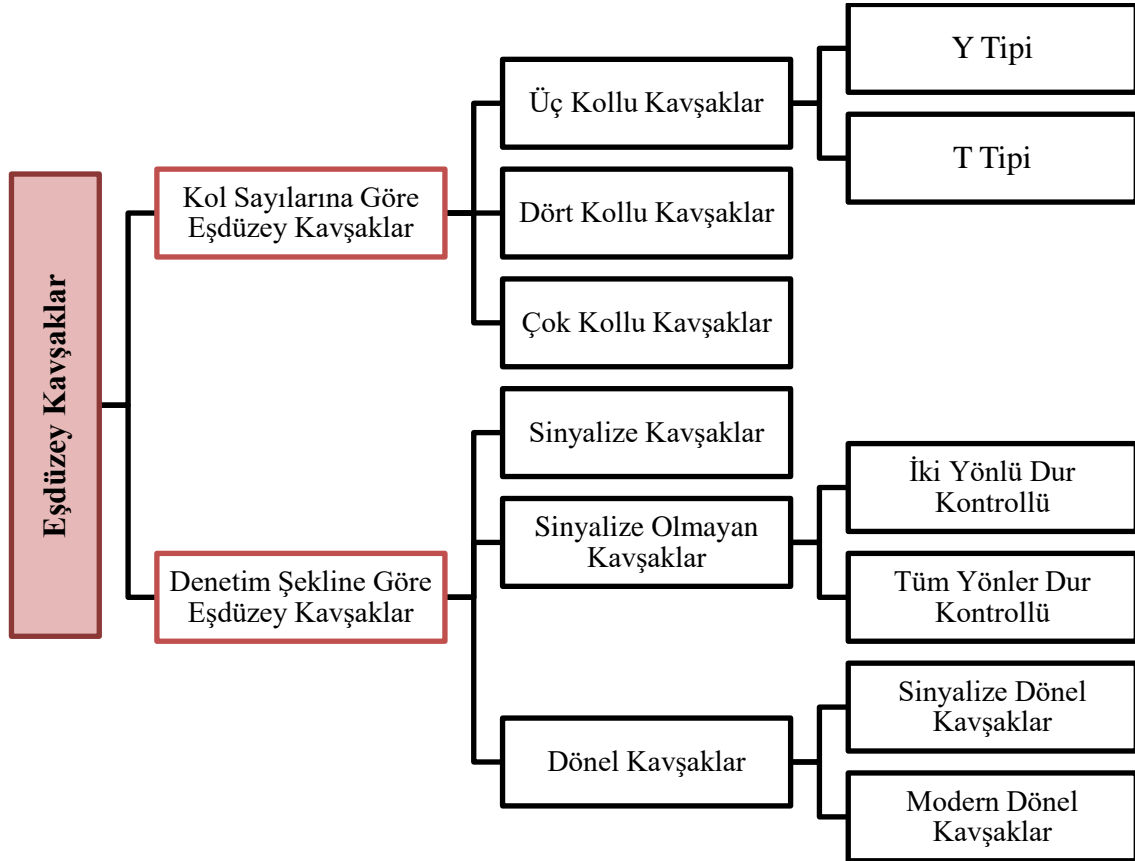 Eşdüzey Kavşaklar
Kol Sayılarına Göre
Eşdüzey Kavşaklar
Üç Kollu Kavşaklar
Y Tipi
T Tipi
Dört Kollu Kavşaklar
Çok Kollu Kavşaklar
Denetim Şekline Göre
Eşdüzey Kavşaklar
Sinyalize Kavşaklar
Sinyalize Olmayan
Kavşaklar
İki Yönlü Dur
Kontrollü
Tüm Yönler Dur
Kontrollü
Dönel Kavşaklar
Sinyalize Dönel
Kavşaklar
Modern Dönel
Kavşaklar